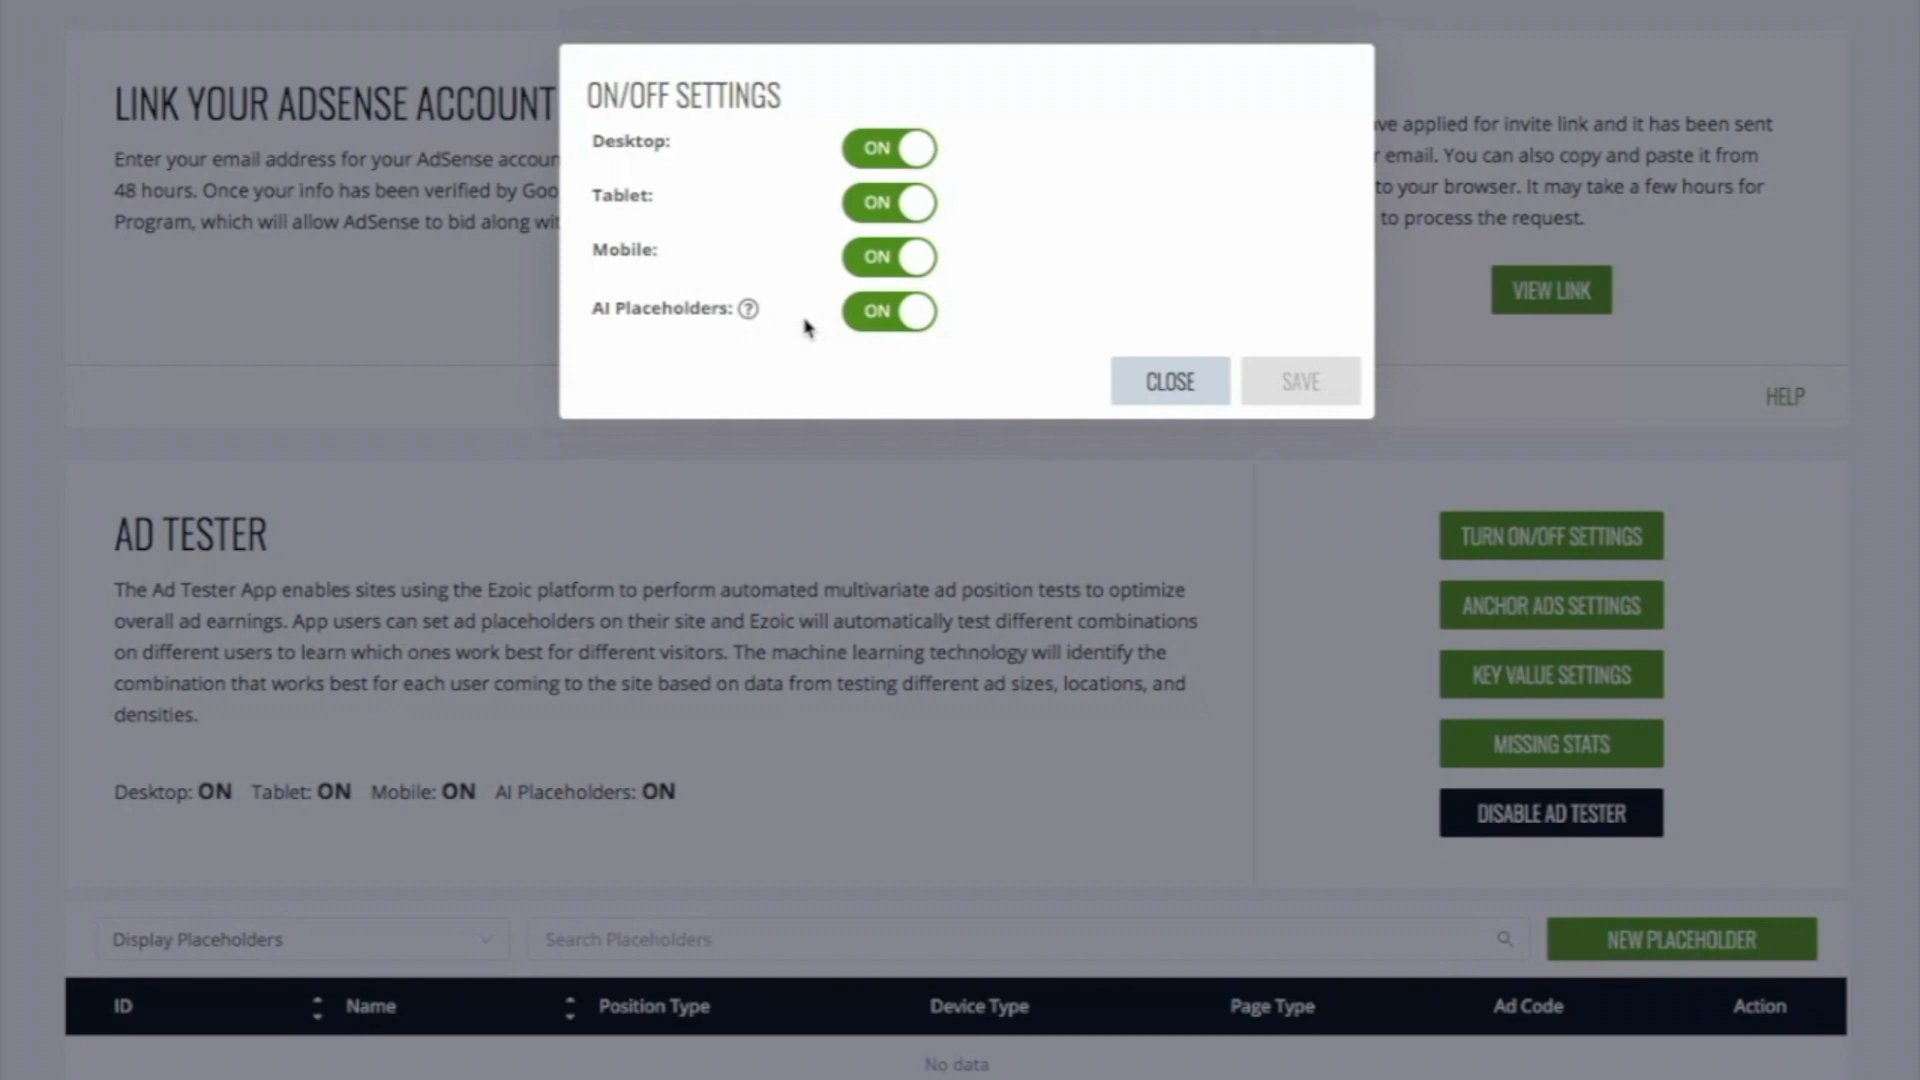 ON/OFF SETTINGS
Desktop: ON
Tablet: ON
Mobile: ON
AI Placeholders: ? ON
CLOSE SAVE
LINK YOUR ADSENSE ACCOUNT
Enter your email address for your AdSense accoun
48 hours. Once your info has been verified by Goo
Program, which will allow AdSense to bid along wit
ve applied for invite link and it has been sent
r email. You can also copy and paste it from
to your browser. It may take a few hours for
to process the request.
VIEW LINK
HELP
AD TESTER
The Ad Tester App enables sites using the Ezoic platform to perform automated multivariate ad position tests to optimize
overall ad earnings. App users can set ad placeholders on their site and Ezoic will automatically test different combinations
on different users to learn which ones work best for different visitors. The machine learning technology will identify the
combination that works best for each user coming to the site based on data from testing different ad sizes, locations, and
densities.
Desktop: ON Tablet: ON Mobile: ON AI Placeholders: ON
TURN ON/OFF SETTINGS
ANCHOR ADS SETTINGS
KEY VALUE SETTINGS
MISSING STATS
DISABLE AD TESTER
Display Placeholders Search Placeholders NEW PLACEHOLDER
ID Name Position Type Device Type Page Type Ad Code Action
No data